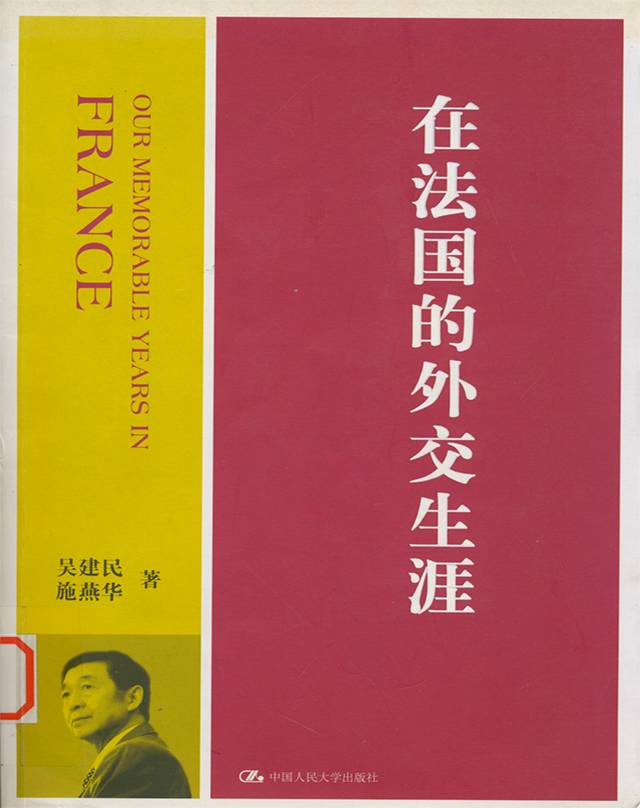 OUR MEMORABLE YEARS IN
FRANCE
在法国的外交生涯
吴建民
施燕华
著
中国人民大学出版社